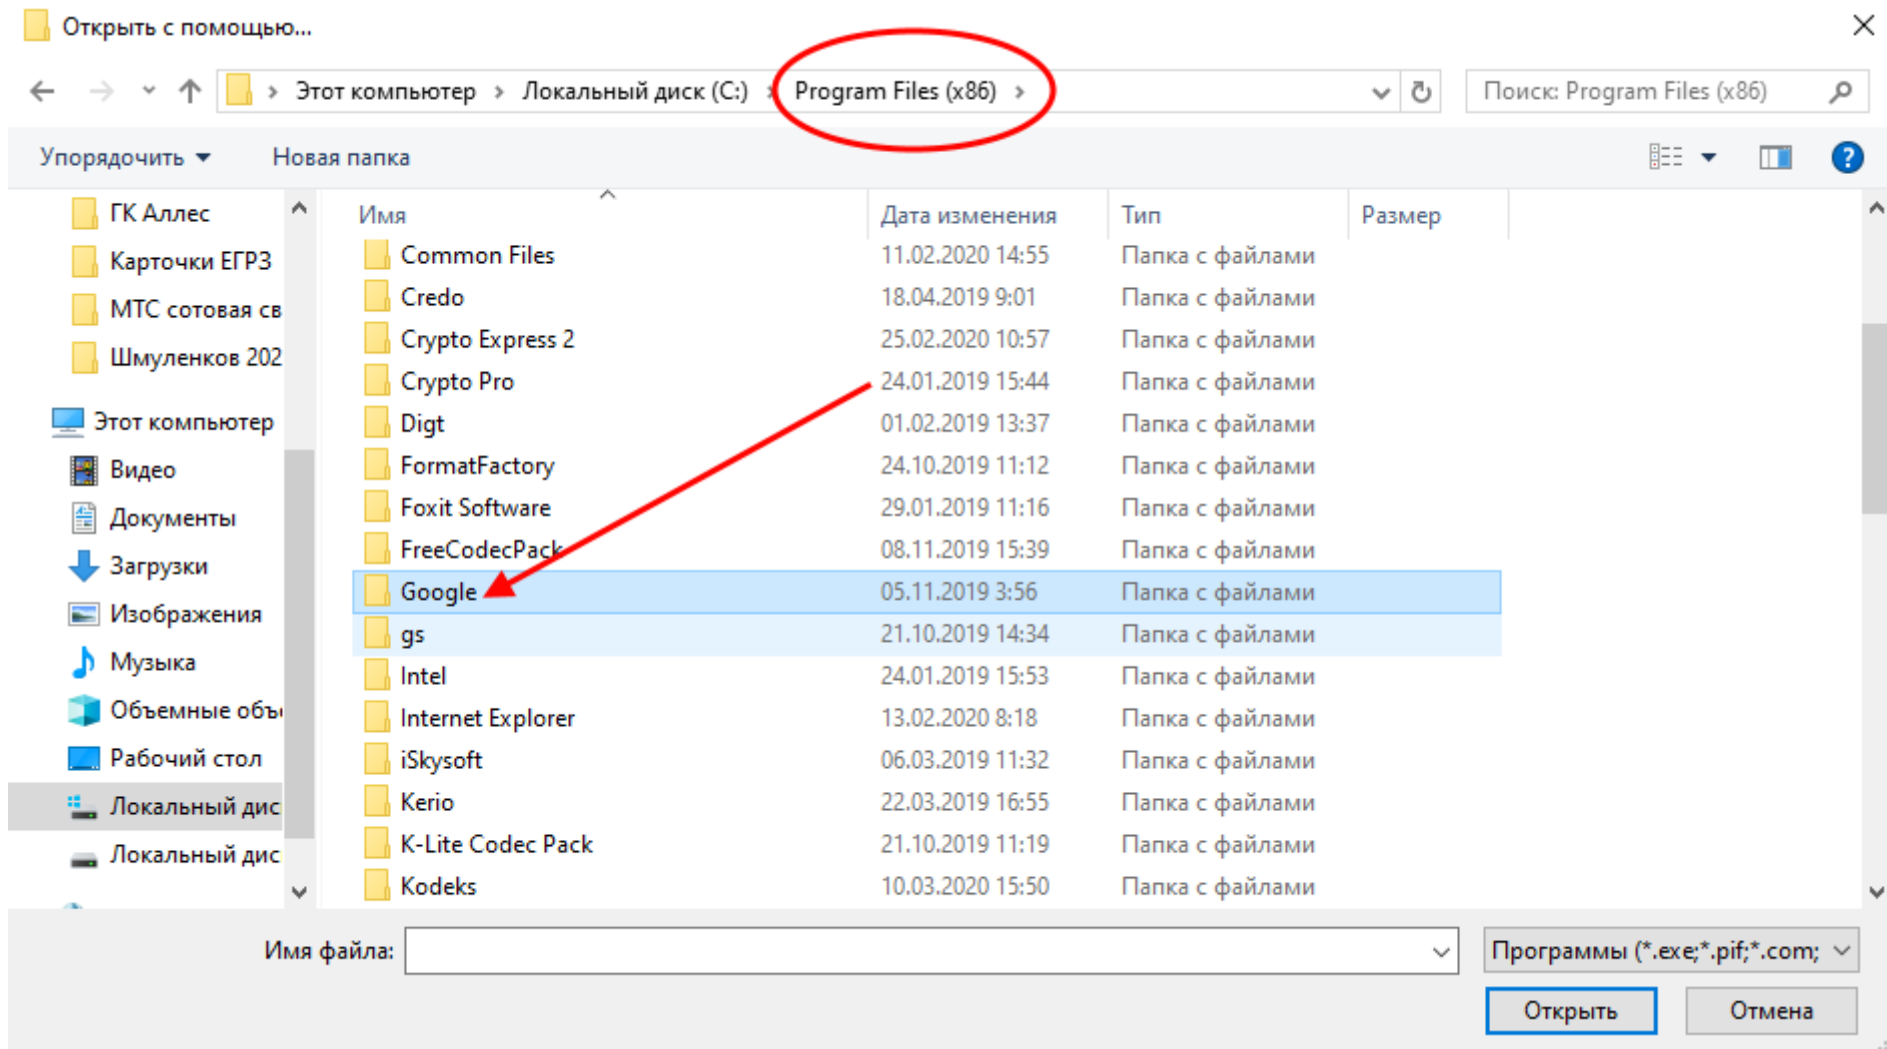 Открыть с помощью...
Этот компьютер › Локальный диск (C:) › Program Files (x86) ›
Поиск: Program Files (x86)
Упорядочить
Новая папка
ГК Аллес
Карточки ЕГРЗ
МТС сотовая св
Шмуленков 202
Этот компьютер
Видео
Документы
Загрузки
Изображения
Музыка
Объемные объ
Рабочий стол
Локальный дис
Локальный дис
Имя Дата изменения Тип Размер
Common Files 11.02.2020 14:55 Папка с файлами
Credo 18.04.2019 9:01 Папка с файлами
Crypto Express 2 25.02.2020 10:57 Папка с файлами
Crypto Pro 24.01.2019 15:44 Папка с файлами
Digt 01.02.2019 13:37 Папка с файлами
FormatFactory 24.10.2019 11:12 Папка с файлами
Foxit Software 29.01.2019 11:16 Папка с файлами
FreeCodecPack 08.11.2019 15:39 Папка с файлами
Google 05.11.2019 3:56 Папка с файлами
gs 21.10.2019 14:34 Папка с файлами
Intel 24.01.2019 15:53 Папка с файлами
Internet Explorer 13.02.2020 8:18 Папка с файлами
iSkysoft 06.03.2019 11:32 Папка с файлами
Kerio 22.03.2019 16:55 Папка с файлами
K-Lite Codec Pack 21.10.2019 11:19 Папка с файлами
Kodeks 10.03.2020 15:50 Папка с файлами
Имя файла:
Программы (*.exe;*.pif;*.com;
Открыть
Отмена